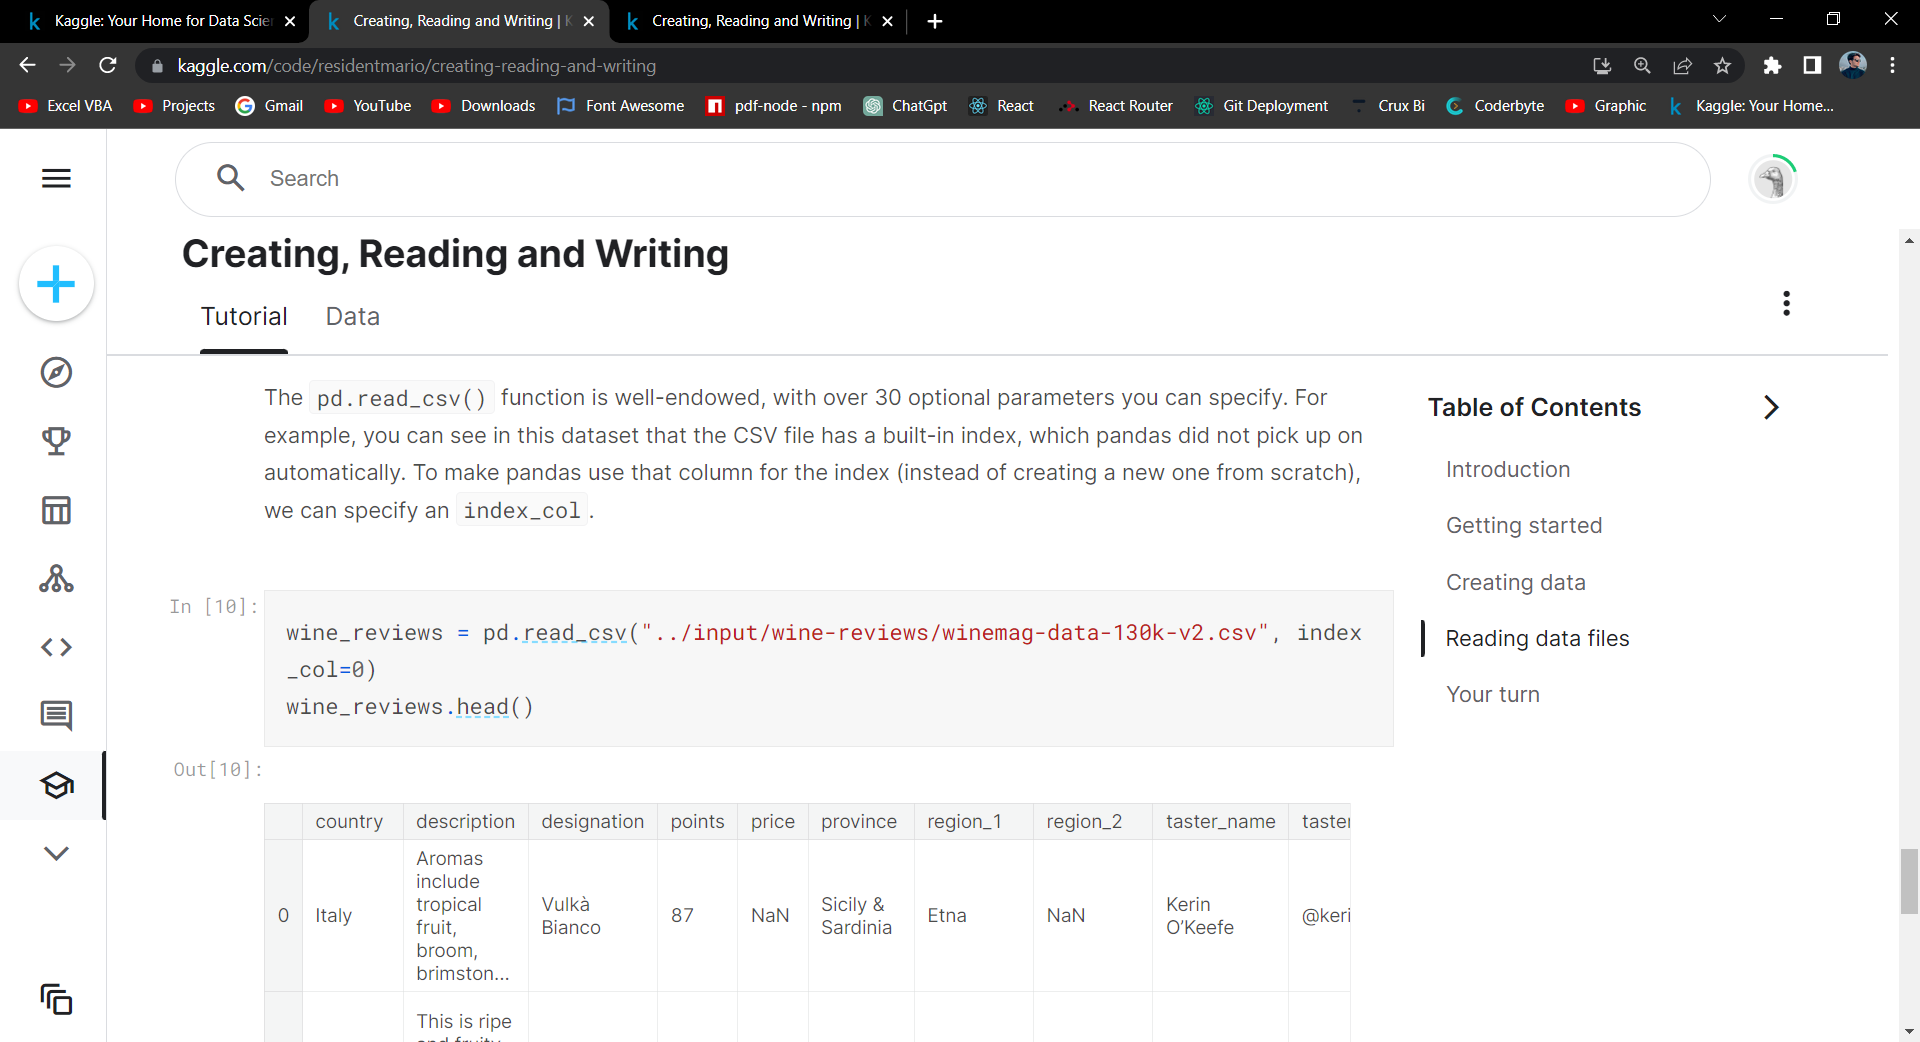 Kaggle: Your Home for Data Scie
Creating, Reading and Writing | K
Creating, Reading and Writing | K
kaggle.com/code/residentmario/creating-reading-and-writing
Excel VBA
Projects
Gmail
YouTube
Downloads
Font Awesome
pdf-node - npm
ChatGpt
React
React Router
Git Deployment
Crux Bi
Coderbyte
Graphic
Kaggle: Your Home...
Search
Creating, Reading and Writing
Tutorial Data
The pd.read_csv() function is well-endowed, with over 30 optional parameters you can specify. For
example, you can see in this dataset that the CSV file has a built-in index, which pandas did not pick up on
automatically. To make pandas use that column for the index (instead of creating a new one from scratch),
we can specify an index_col.
In [10]:
wine_reviews = pd.read_csv("../input/wine-reviews/winemag-data-130k-v2.csv", index
_col=0)
wine_reviews.head()
Out[10]:
country description designation points price province region_1 region_2 taster_name taster
0
Italy
Aromas
include
tropical
fruit,
broom,
brimston...
Vulkà
Bianco
87
NaN
Sicily &
Sardinia
Etna
NaN
Kerin
O’Keefe
@keri
This is ripe
and fruity
Table of Contents
Introduction
Getting started
Creating data
Reading data files
Your turn